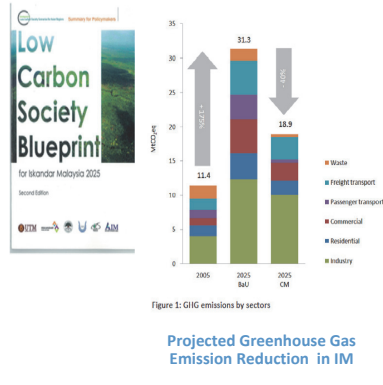 Summary for Policymakers
Low
Carbon
Society
Blueprint
for Iskandar Malaysia 2025
Second Edition
UTM
AIM
35
30
25
20
15
10
5
0
MtCO₂eq
11.4
31.3
18.9
+ 175%
- 40%
2005
2025
BaU
2025
CM
Waste
Freight transport
Passenger transport
Commercial
Residential
Industry
Figure 1: GHG emissions by sectors
Projected Greenhouse Gas
Emission Reduction in IM